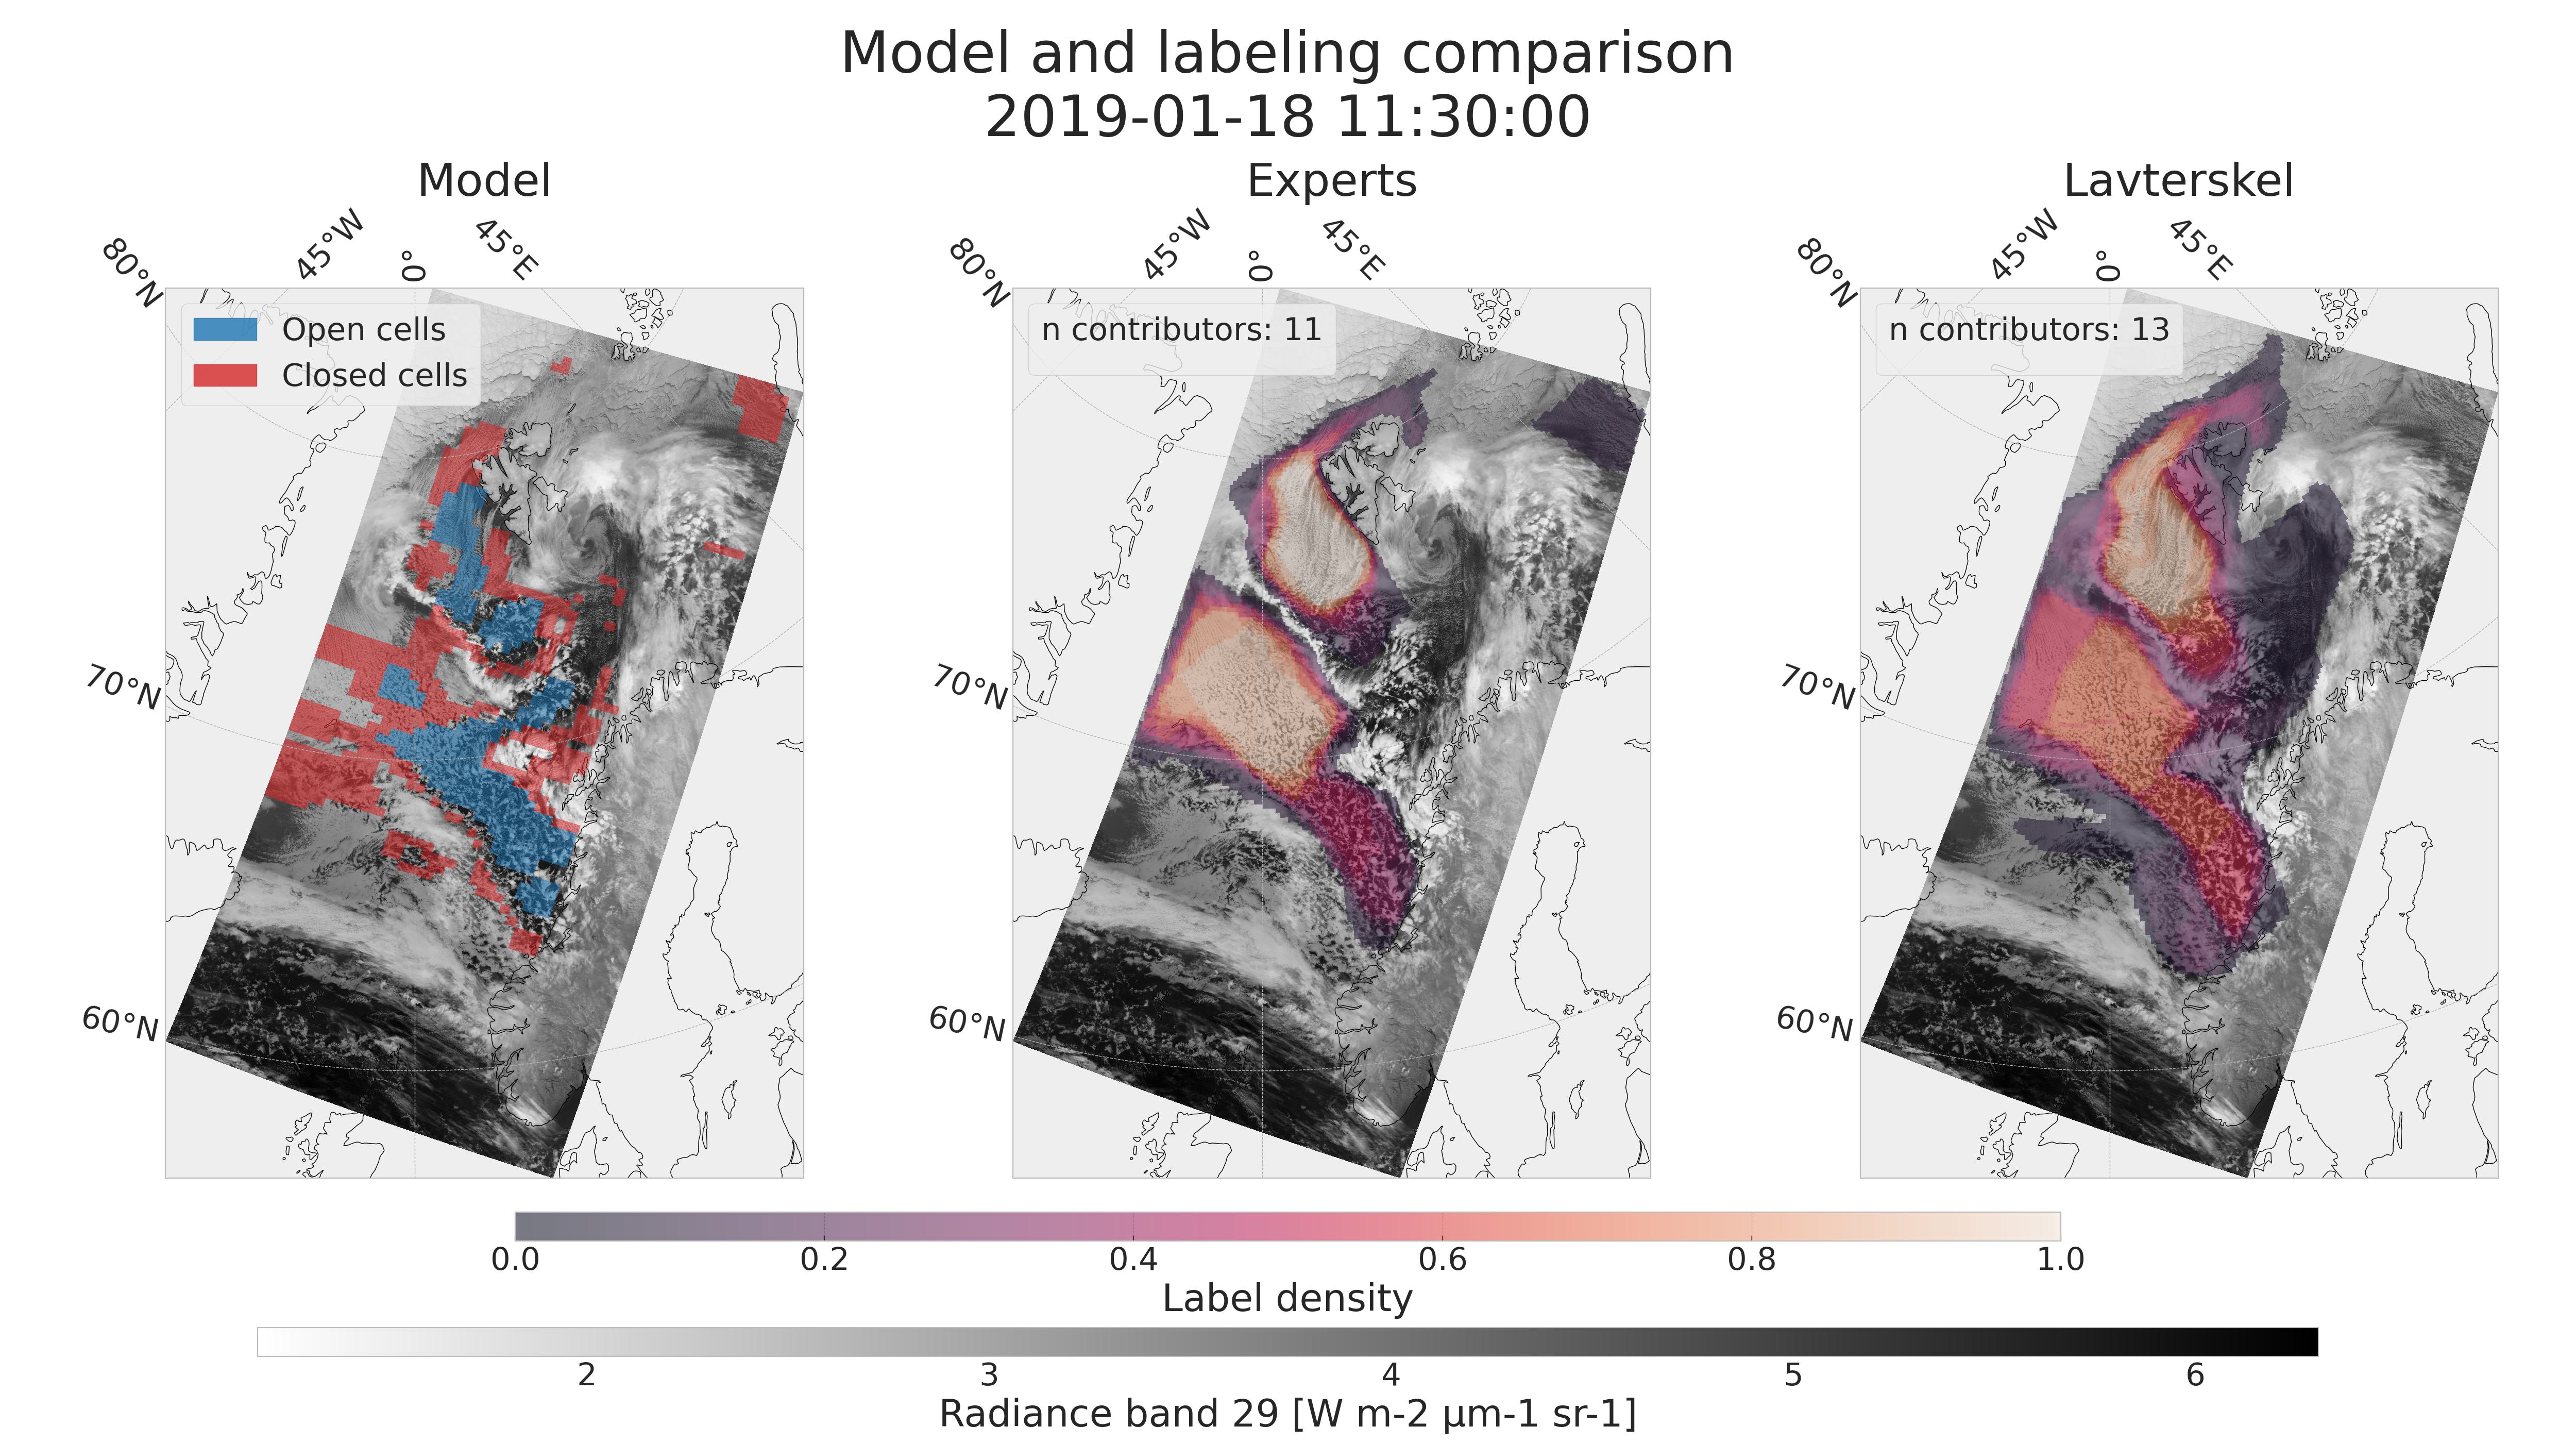 Model and labeling comparison
2019-01-18 11:30:00
Model
Experts
Lavterskel
80°N
45°W
0°
45°E
80°N
45°W
0°
45°E
80°N
45°W
0°
45°E
Open cells
Closed cells
n contributors: 11
n contributors: 13
70°N
70°N
70°N
60°N
60°N
60°N
0.0 0.2 0.4 0.6 0.8 1.0
Label density
2 3 4 5 6
Radiance band 29 [W m-2 µm-1 sr-1]